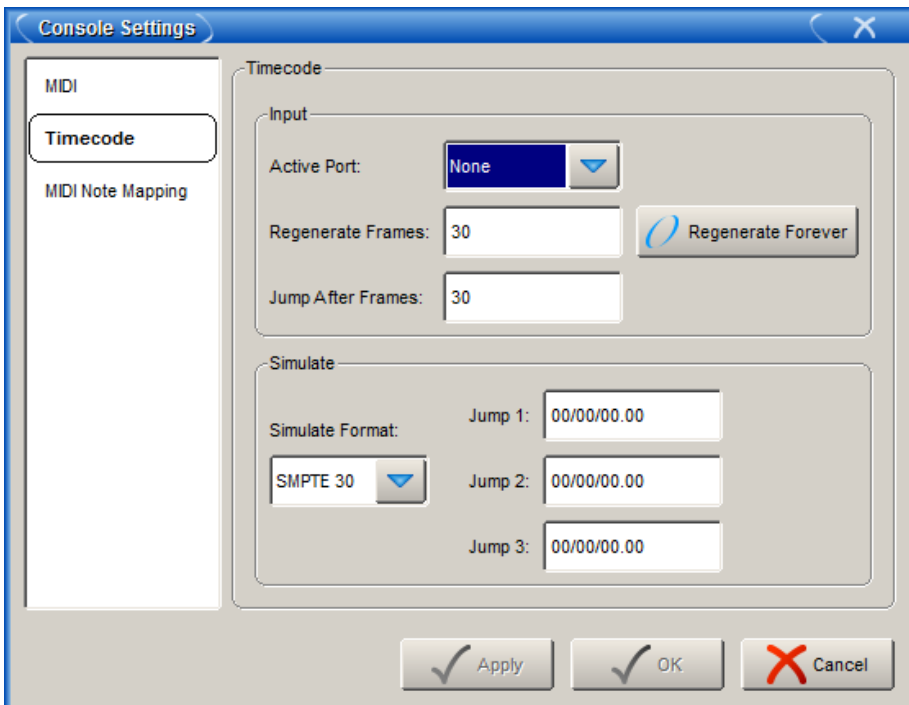 Console Settings
MIDI
Timecode
MIDI Note Mapping
Timecode
Input
Active Port: None
Regenerate Frames: 30 Regenerate Forever
Jump After Frames: 30
Simulate
Simulate Format:
SMPTE 30
Jump 1: 00/00/00.00
Jump 2: 00/00/00.00
Jump 3: 00/00/00.00
Apply OK Cancel